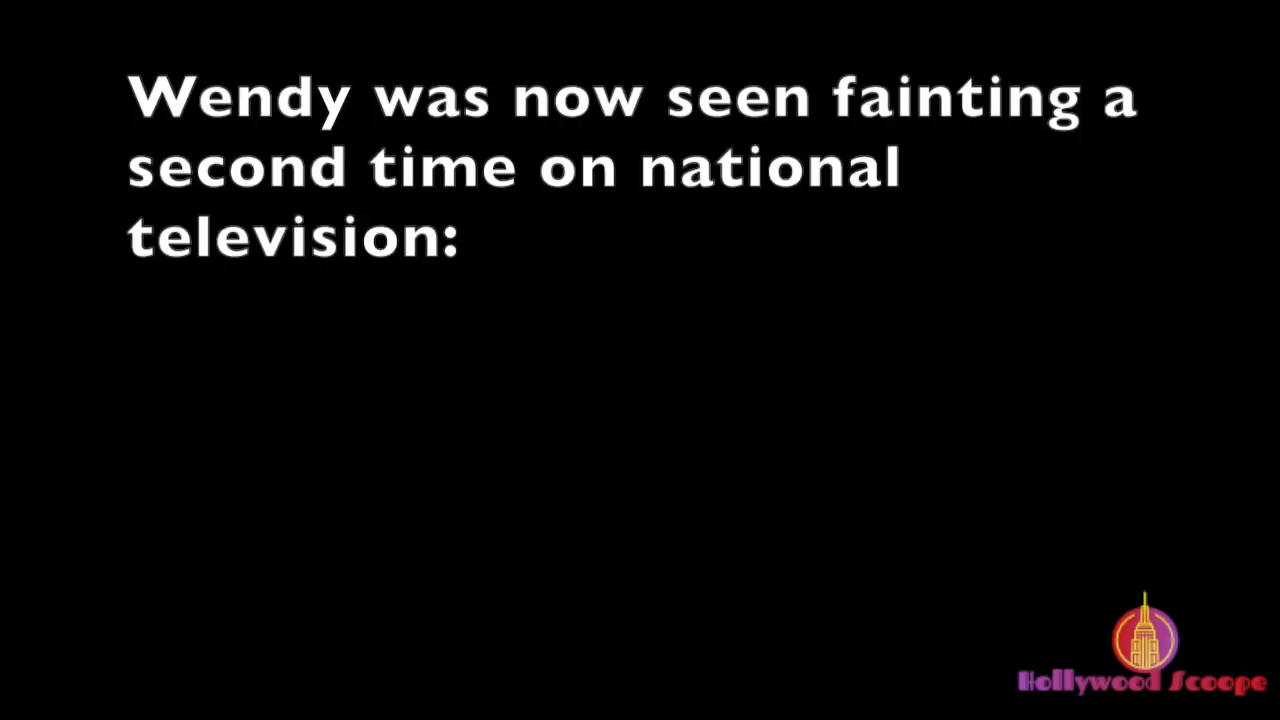 Wendy was now seen fainting a
second time on national
television:
Hollywood Scoope